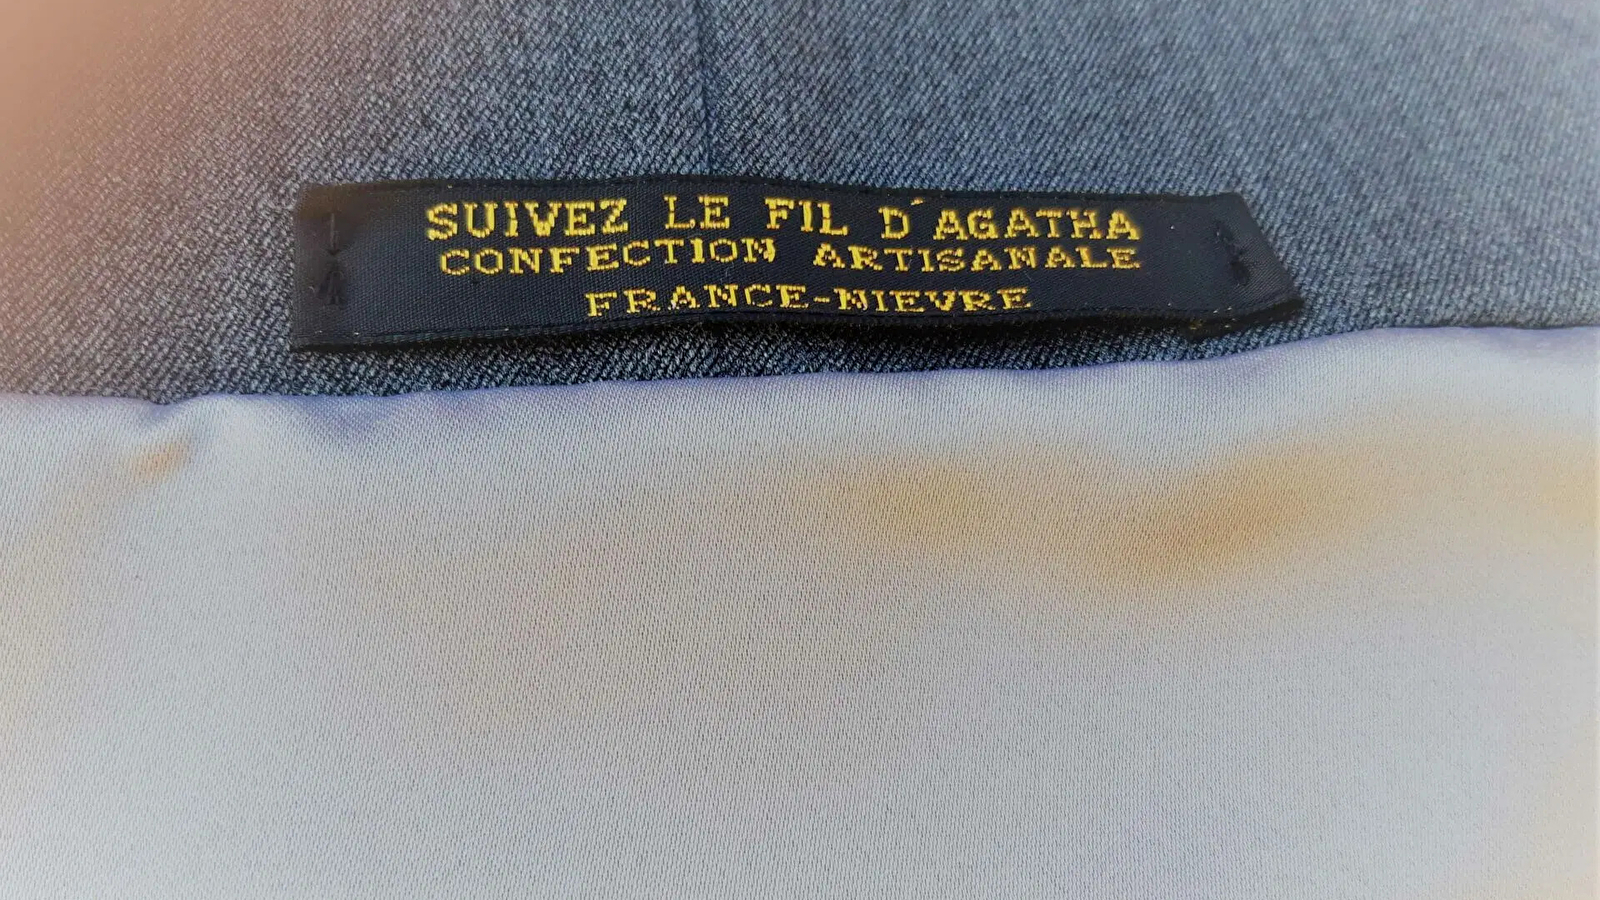 SUIVEZ LE FIL D'AGATHA
CONFECTION ARTISANALE
FRANCE-NIEVRE